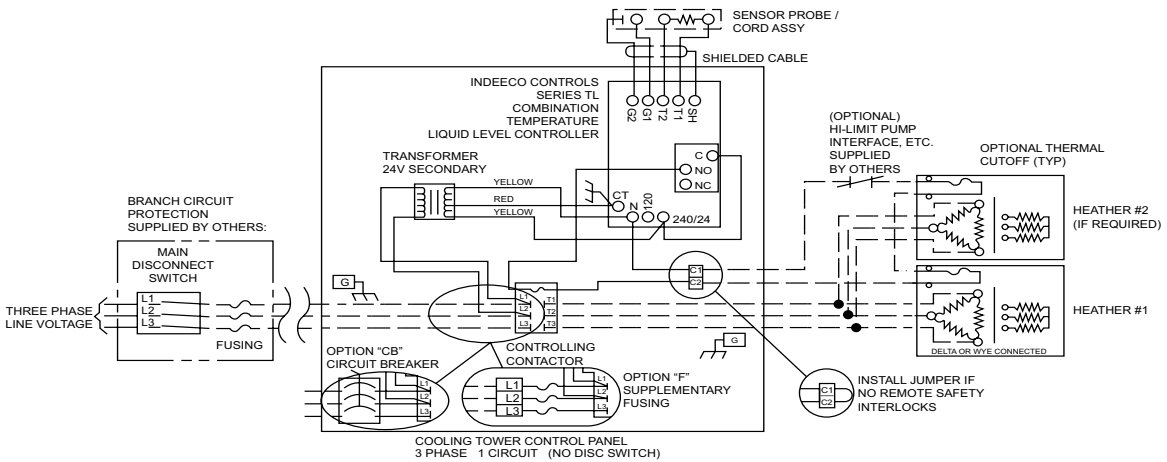 SENSOR PROBE /
CORD ASSY
SHIELDED CABLE
INDEECO CONTROLS
SERIES TL
COMBINATION
TEMPERATURE
LIQUID LEVEL CONTROLLER
G2
G1
T2
T1
SH
C
NO
NC
TRANSFORMER
24V SECONDARY
YELLOW
RED
YELLOW
CT
N
120
240/24
(OPTIONAL)
HI-LIMIT PUMP
INTERFACE, ETC.
SUPPLIED
BY OTHERS
OPTIONAL THERMAL
CUTOFF (TYP)
HEATHER #2
(IF REQUIRED)
BRANCH CIRCUIT
PROTECTION
SUPPLIED BY OTHERS:
MAIN
DISCONNECT
SWITCH
L1
L2
L3
THREE PHASE
LINE VOLTAGE
FUSING
G
C1
C2
L1
L2
L3
T1
T2
T3
HEATHER #1
DELTA OR WYE CONNECTED
G
CONTROLLING
CONTACTOR
OPTION “CB”
CIRCUIT BREAKER
L1
L2
L3
L1
L2
L3
L1
L2
L3
OPTION “F”
SUPPLEMENTARY
FUSING
C1
C2
INSTALL JUMPER IF
NO REMOTE SAFETY
INTERLOCKS
COOLING TOWER CONTROL PANEL
3 PHASE 1 CIRCUIT (NO DISC SWITCH)